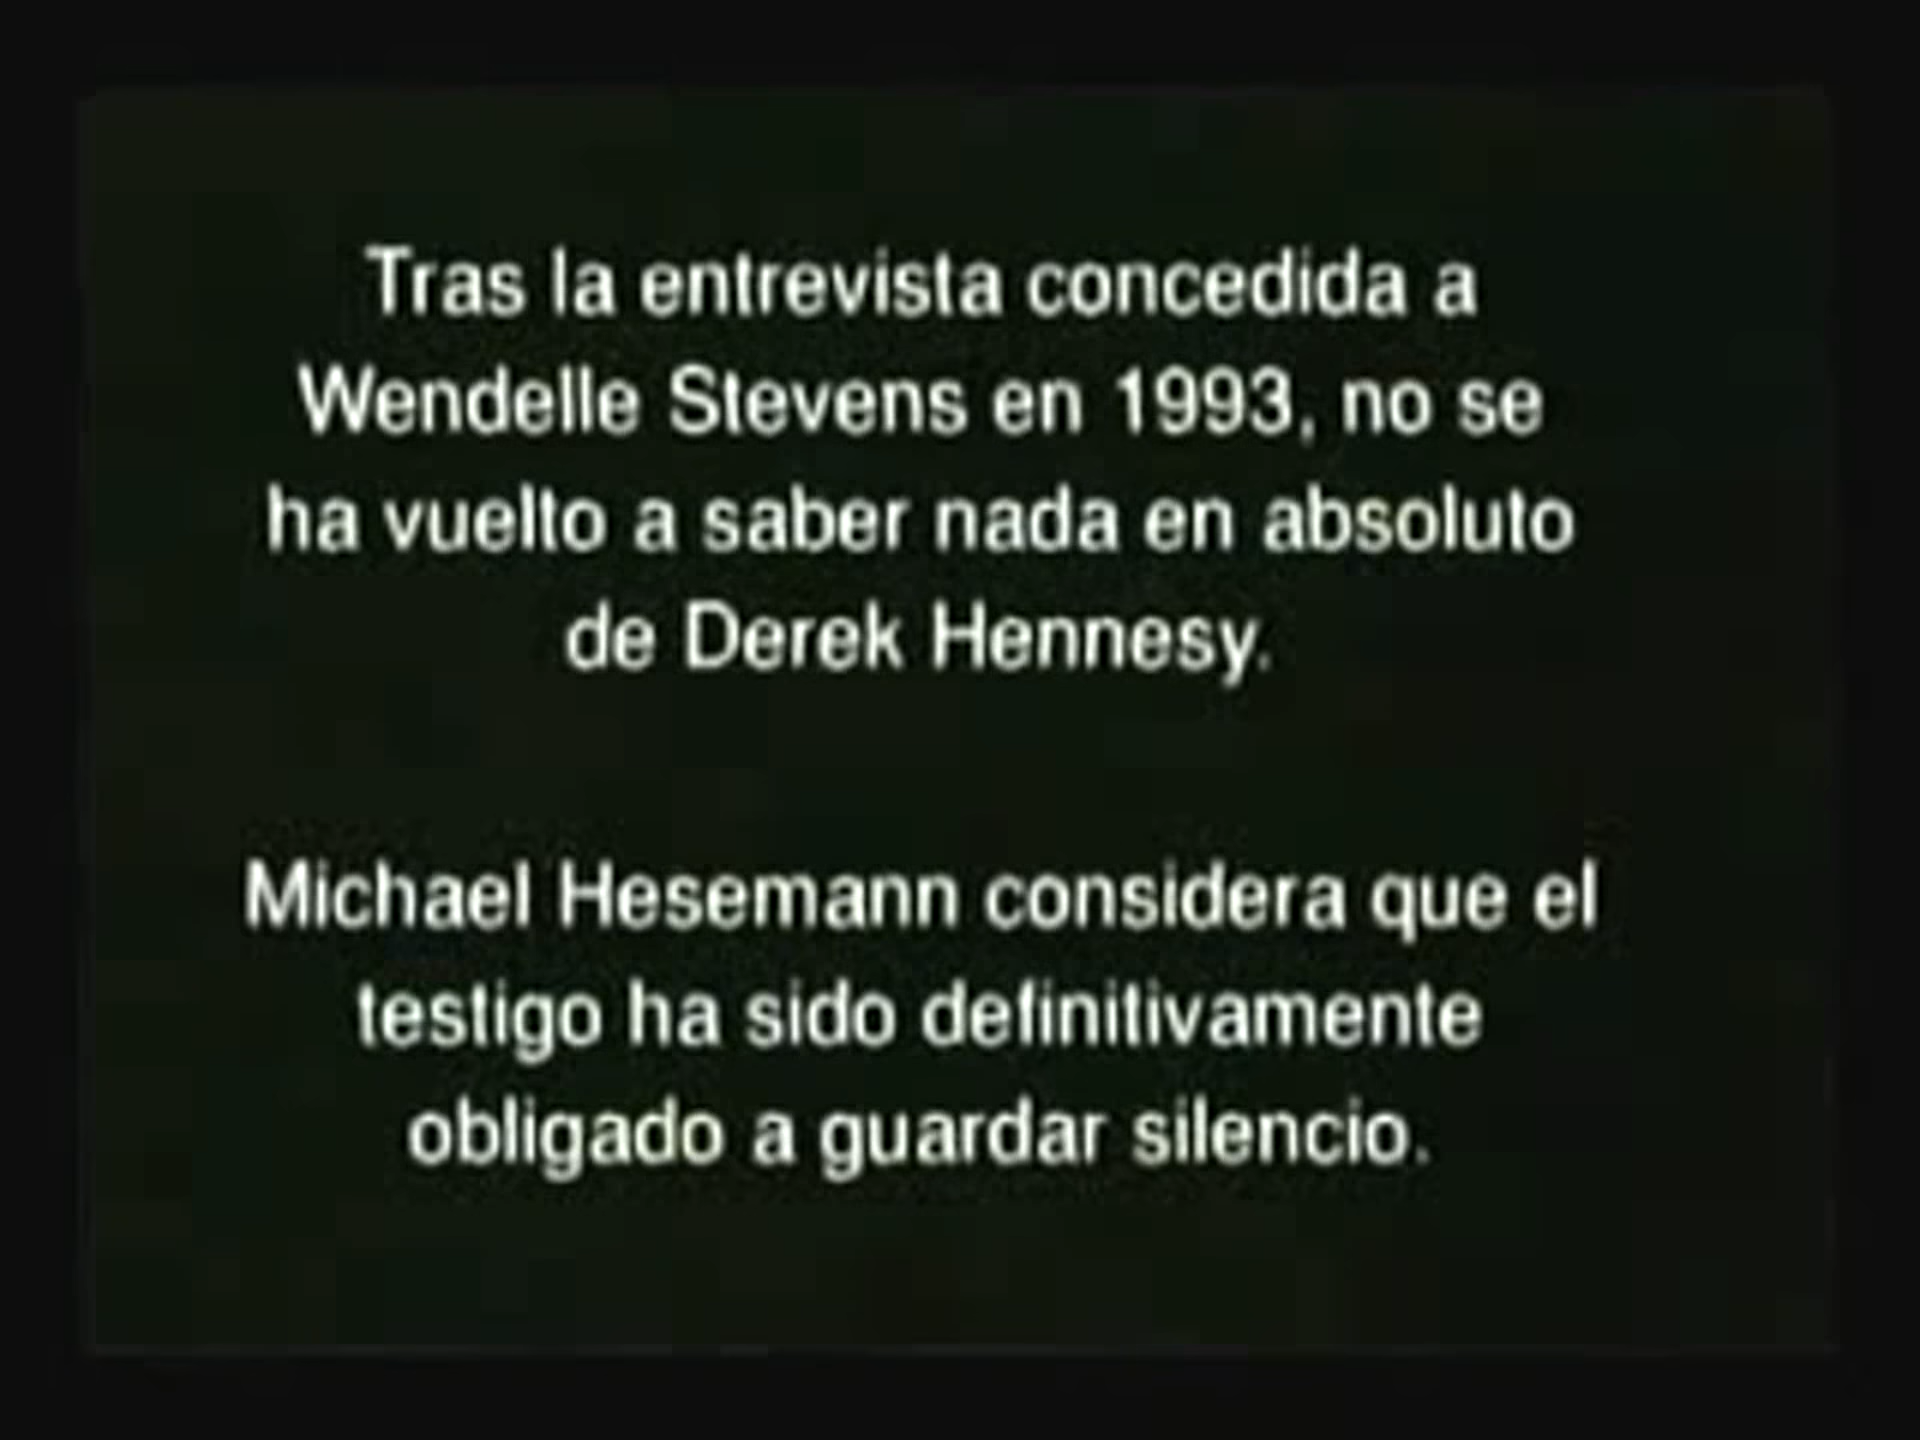 Tras la entrevista concedida a
Wendelle Stevens en 1993, no se
ha vuelto a saber nada en absoluto
de Derek Hennesy.
Michael Hesemann considera que el
testigo ha sido definitivamente
obligado a guardar silencio.